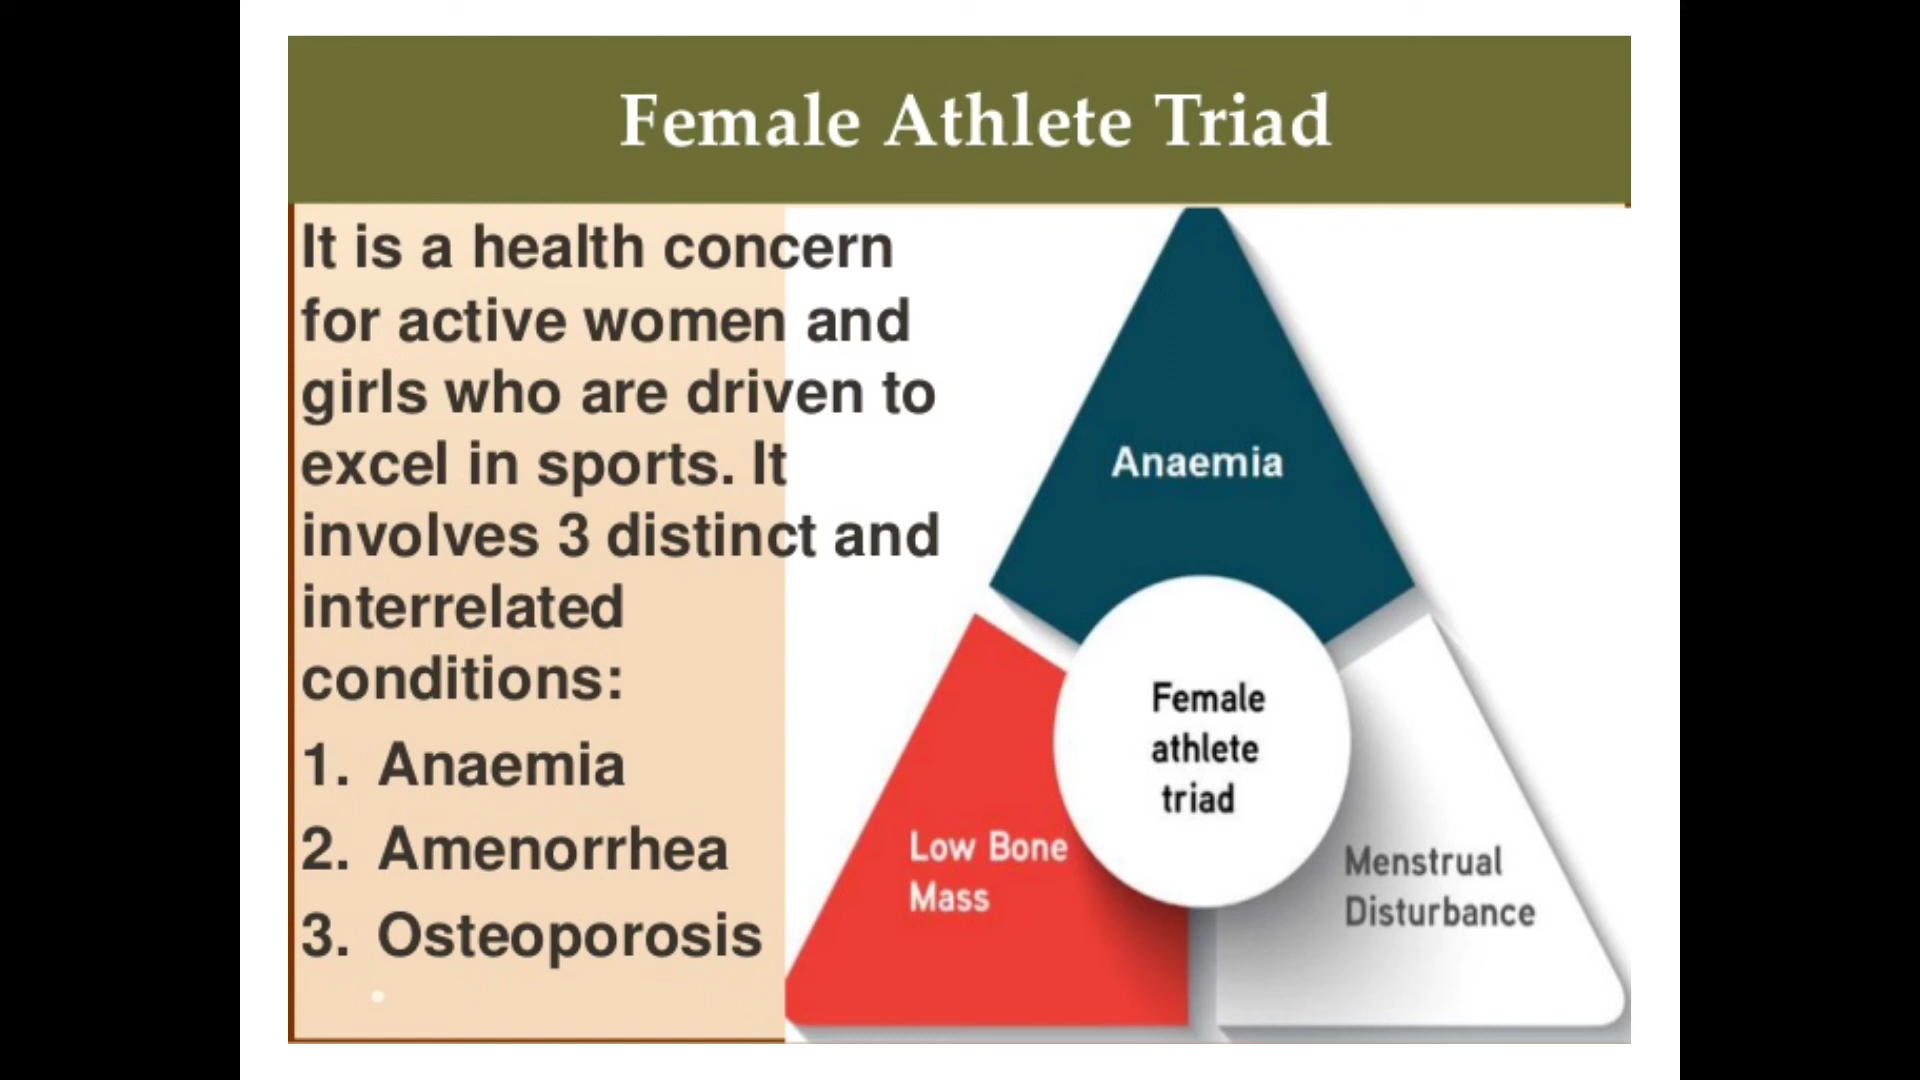 Female Athlete Triad
It is a health concern
for active women and
girls who are driven to
excel in sports. It
involves 3 distinct and
interrelated
conditions:
1. Anaemia
2. Amenorrhea
3. Osteoporosis
Anaemia
Female
athlete
triad
Low Bone
Mass
Menstrual
Disturbance